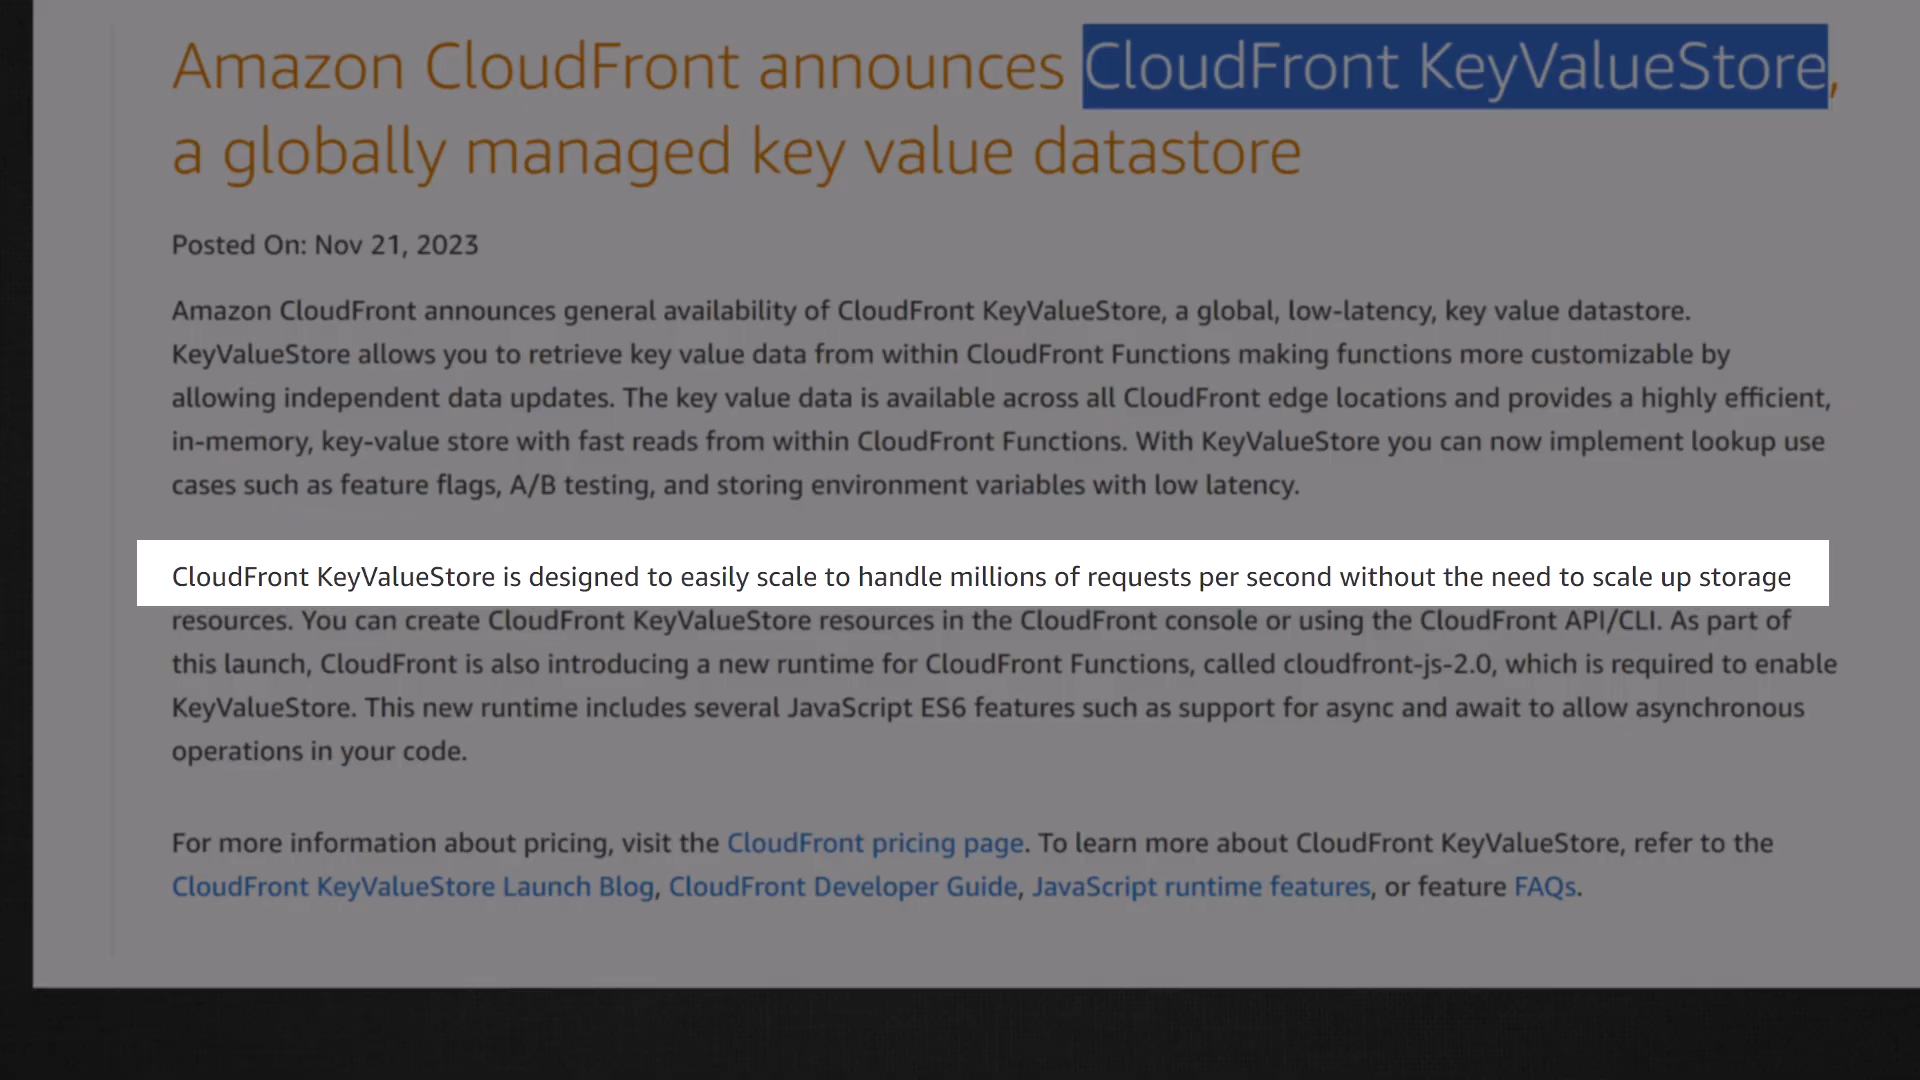 Amazon CloudFront announces CloudFront KeyValueStore,
a globally managed key value datastore
Posted On: Nov 21, 2023
Amazon CloudFront announces general availability of CloudFront KeyValueStore, a global, low-latency, key value datastore.
KeyValueStore allows you to retrieve key value data from within CloudFront Functions making functions more customizable by
allowing independent data updates. The key value data is available across all CloudFront edge locations and provides a highly efficient,
in-memory, key-value store with fast reads from within CloudFront Functions. With KeyValueStore you can now implement lookup use
cases such as feature flags, A/B testing, and storing environment variables with low latency.
CloudFront KeyValueStore is designed to easily scale to handle millions of requests per second without the need to scale up storage
resources. You can create CloudFront KeyValueStore resources in the CloudFront console or using the CloudFront API/CLI. As part of
this launch, CloudFront is also introducing a new runtime for CloudFront Functions, called cloudfront-js-2.0, which is required to enable
KeyValueStore. This new runtime includes several JavaScript ES6 features such as support for async and await to allow asynchronous
operations in your code.
For more information about pricing, visit the CloudFront pricing page. To learn more about CloudFront KeyValueStore, refer to the
CloudFront KeyValueStore Launch Blog, CloudFront Developer Guide, JavaScript runtime features, or feature FAQs.